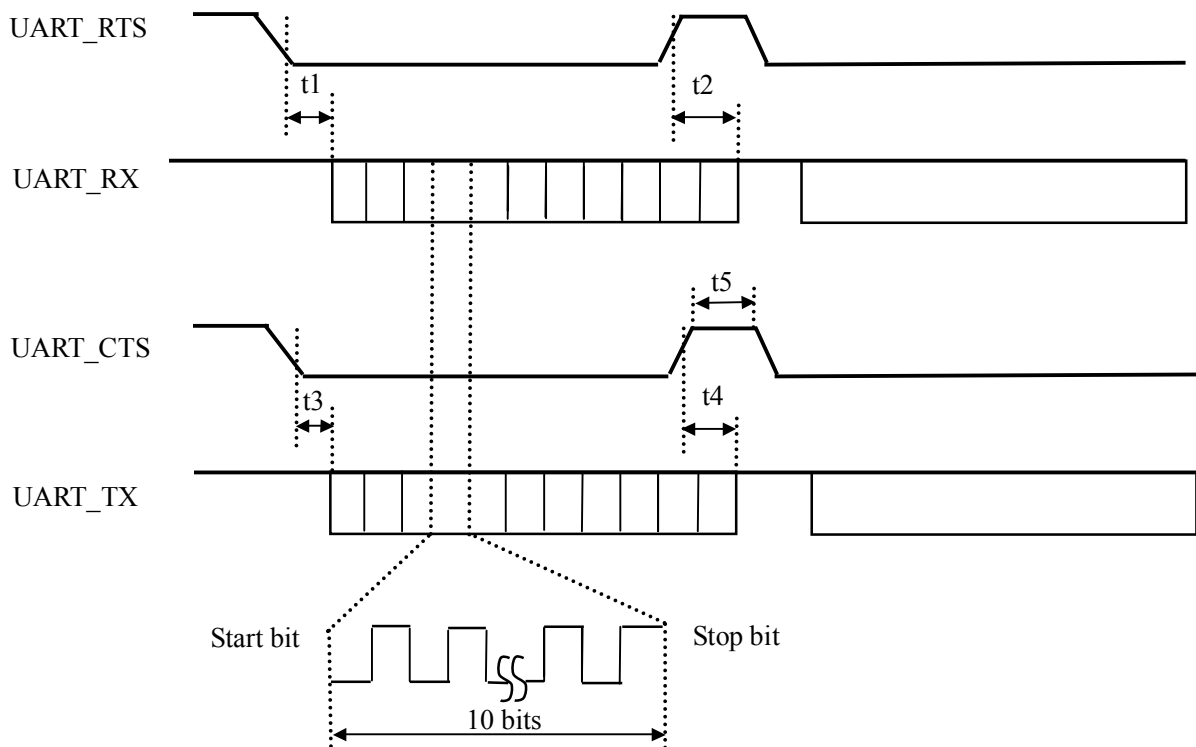 UART_RTS
t1
t2
UART_RX
t5
UART_CTS
t3
t4
UART_TX
Start bit
Stop bit
10 bits